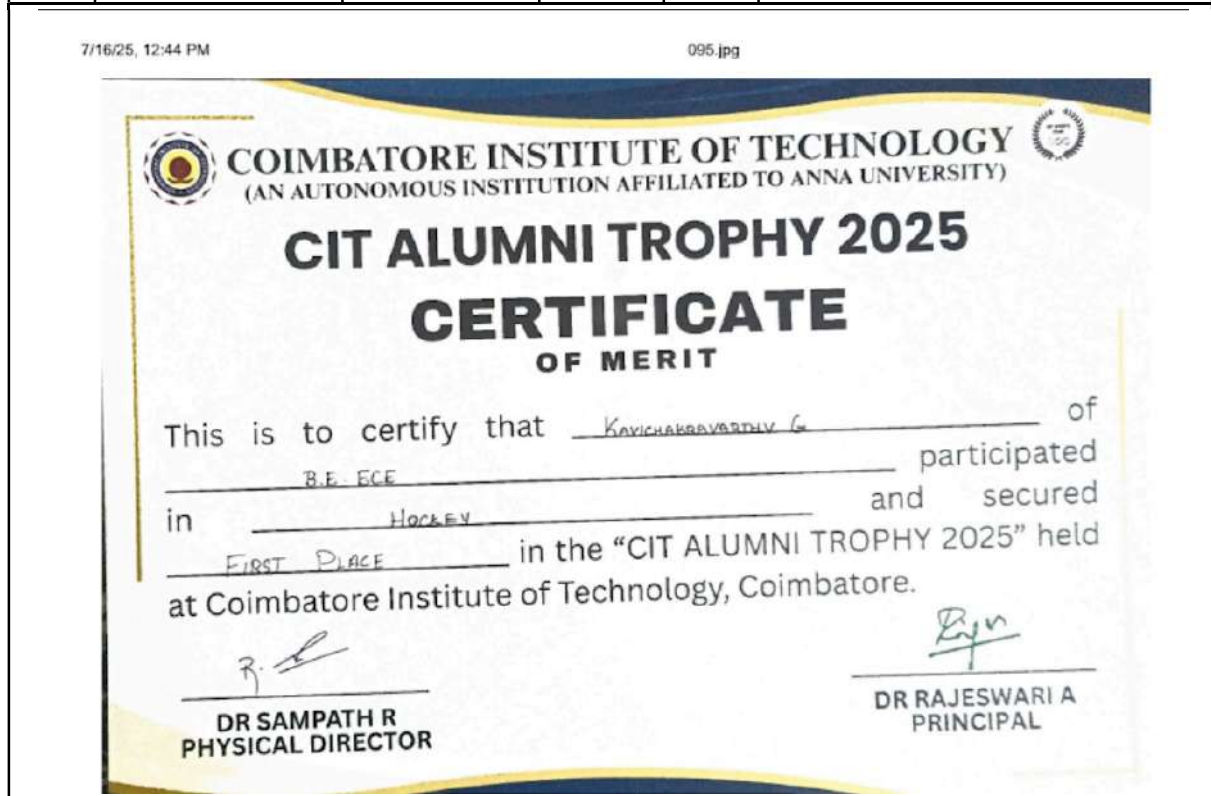 7/16/25, 12:44 PM 095.jpg
COIMBATORE INSTITUTE OF TECHNOLOGY
(AN AUTONOMOUS INSTITUTION AFFILIATED TO ANNA UNIVERSITY)
CIT ALUMNI TROPHY 2025
CERTIFICATE
OF MERIT
This is to certify that KAVICHAKRAVARTHY G of
B.E ECE participated
in HOCKEY and secured
FIRST PLACE in the “CIT ALUMNI TROPHY 2025” held
at Coimbatore Institute of Technology, Coimbatore.
DR SAMPATH R
PHYSICAL DIRECTOR
DR RAJESWARI A
PRINCIPAL